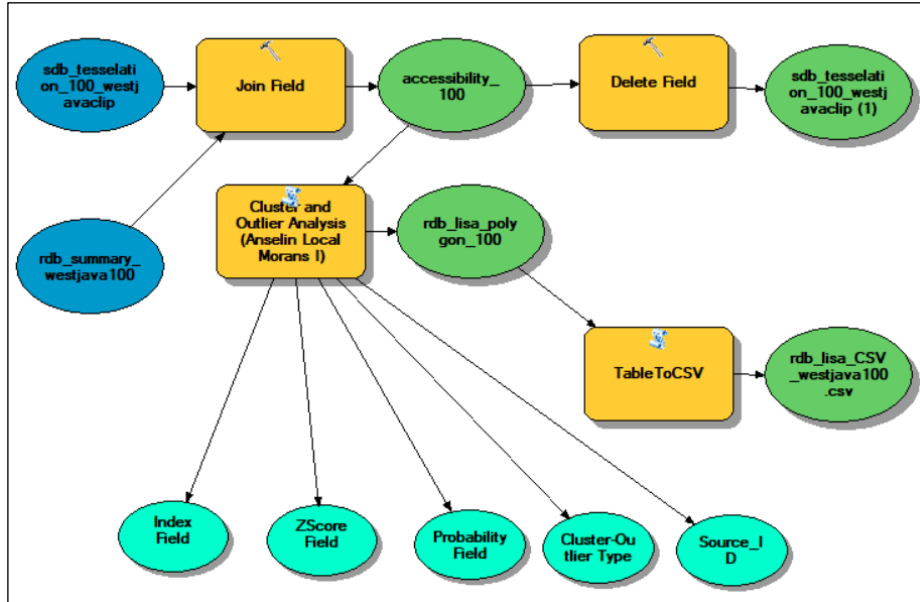 sdb_tesselati
on_100_westj
avaclip
Join Field
accessibility_
100
Delete Field
sdb_tesselati
on_100_westj
avaclip (1)
rdb_summary_
westjava100
Cluster and
Outlier Analysis
(Anselin Local
Morans I)
rdb_lisa_poly
gon_100
TableToCSV
rdb_lisa_CSV
_westjava100
.csv
Index
Field
ZScore
Field
Probability
Field
Cluster-Ou
tlier Type
Source_I
D